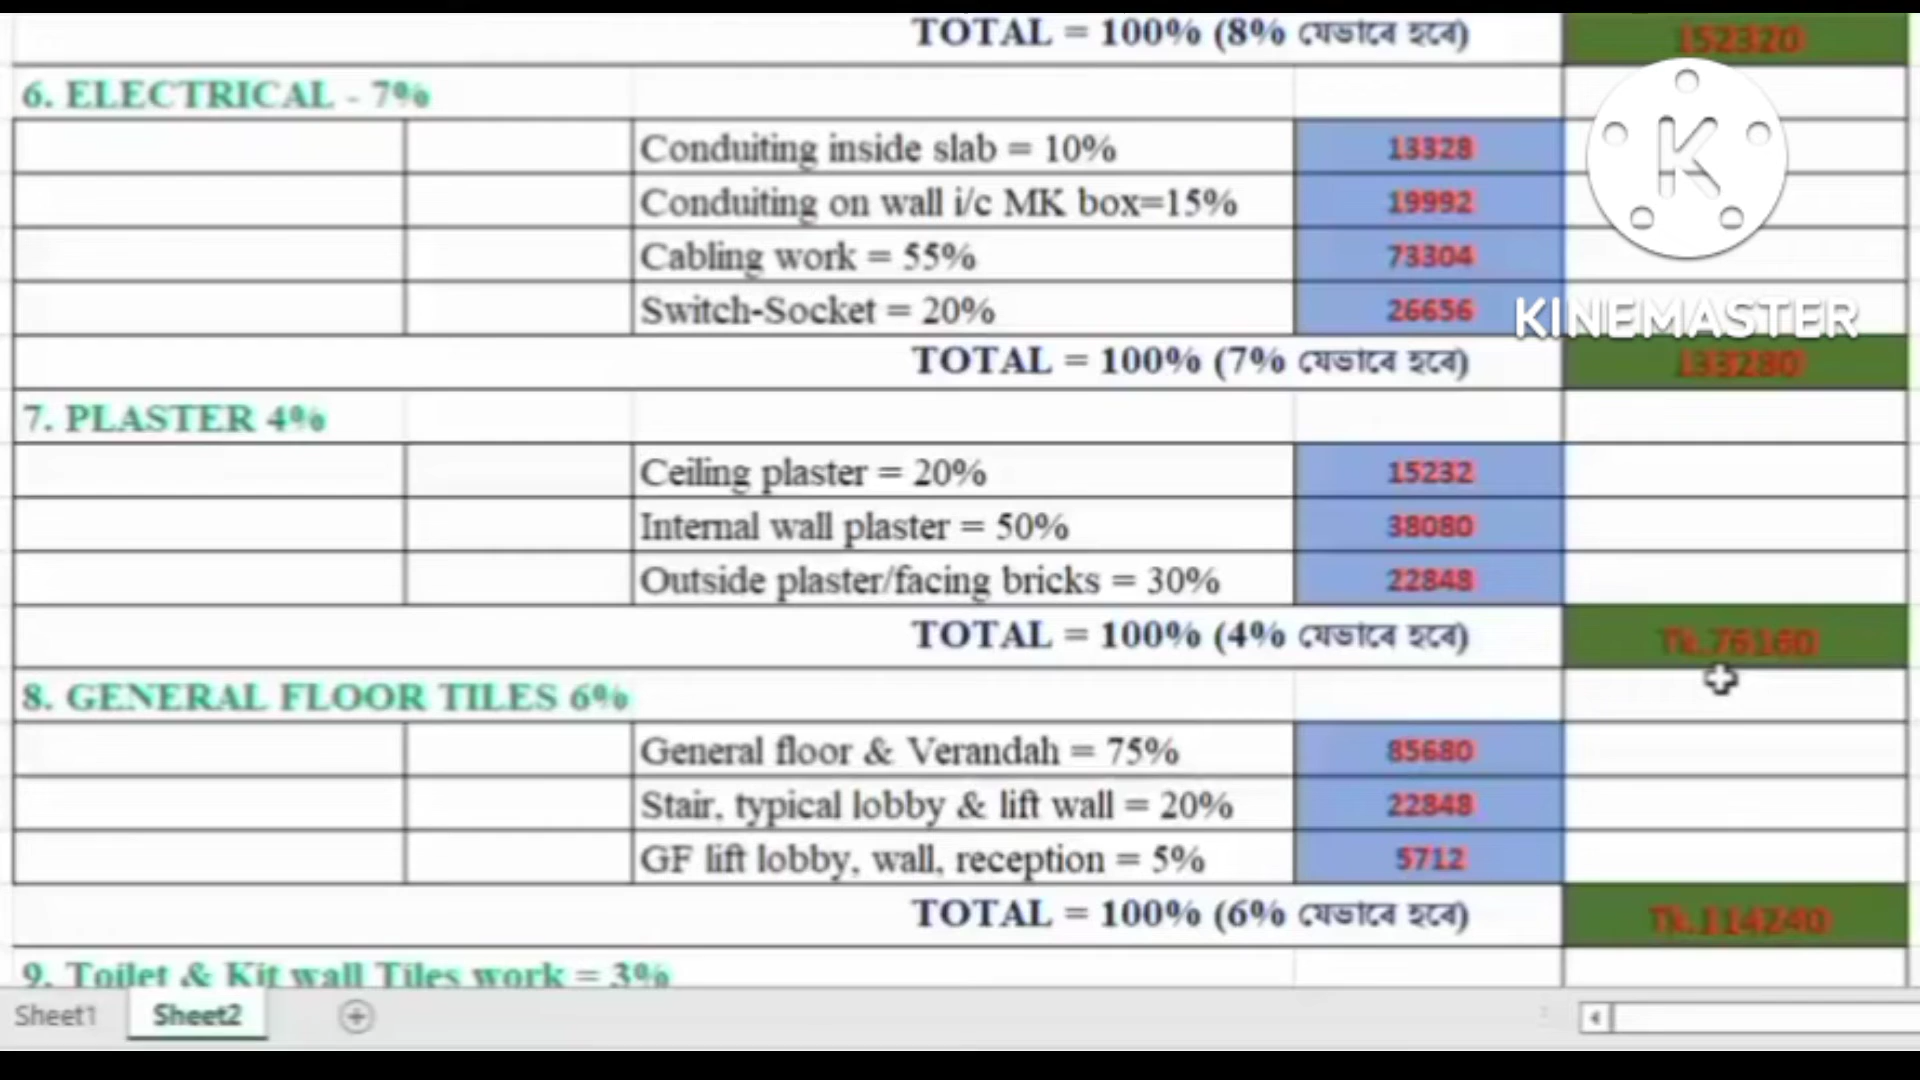 TOTAL = 100% (8% যেভাবে হবে) 152320
6. ELECTRICAL - 7%
Conduiting inside slab = 10% 13328
Conduiting on wall i/c MK box=15% 19992
Cabling work = 55% 73304
Switch-Socket = 20% 26656
KINEMASTER
TOTAL = 100% (7% যেভাবে হবে) 133280
7. PLASTER 4%
Ceiling plaster = 20% 15232
Internal wall plaster = 50% 38080
Outside plaster/facing bricks = 30% 22848
TOTAL = 100% (4% যেভাবে হবে) Tk.76160
8. GENERAL FLOOR TILES 6%
General floor & Verandah = 75% 85680
Stair, typical lobby & lift wall = 20% 22848
GF lift lobby, wall, reception = 5% 5712
TOTAL = 100% (6% যেভাবে হবে) Tk.114240
9. Toilet & Kit wall Tiles work = 3%
Sheet1 Sheet2